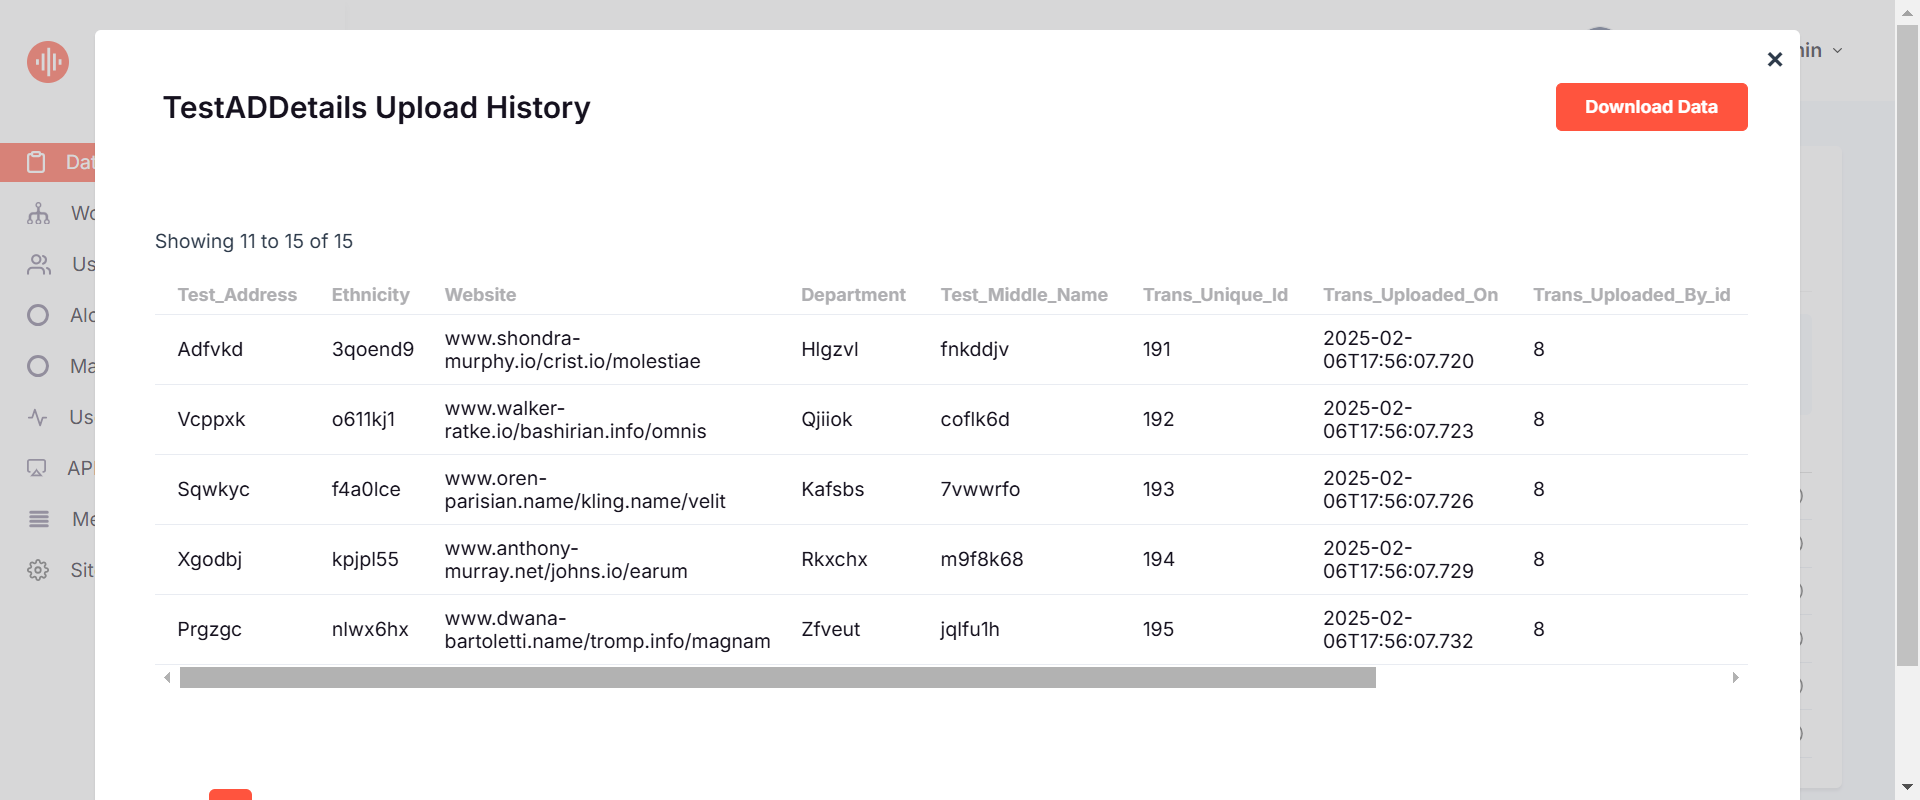 nin
TestADDetails Upload History
Download Data
Dat
Wo
Us
Alc
Ma
Us
API
Me
Sit
Showing 11 to 15 of 15
Test_Address Ethnicity Website Department Test_Middle_Name Trans_Unique_Id Trans_Uploaded_On Trans_Uploaded_By_id
Adfvkd 3qoend9 www.shondra-murphy.io/crist.io/molestiae Hlgzvl fnkddjv 191 2025-02-06T17:56:07.720 8
Vcppxk o611kj1 www.walker-ratke.io/bashirian.info/omnis Qjiiok coflk6d 192 2025-02-06T17:56:07.723 8
Sqwkyc f4a0lce www.oren-parisian.name/kling.name/velit Kafsbs 7vwwrfo 193 2025-02-06T17:56:07.726 8
Xgodbj kpjpl55 www.anthony-murray.net/johns.io/earum Rkxchx m9f8k68 194 2025-02-06T17:56:07.729 8
Prgzgc nlwx6hx www.dwana-bartoletti.name/tromp.info/magnam Zfveut jqlfu1h 195 2025-02-06T17:56:07.732 8